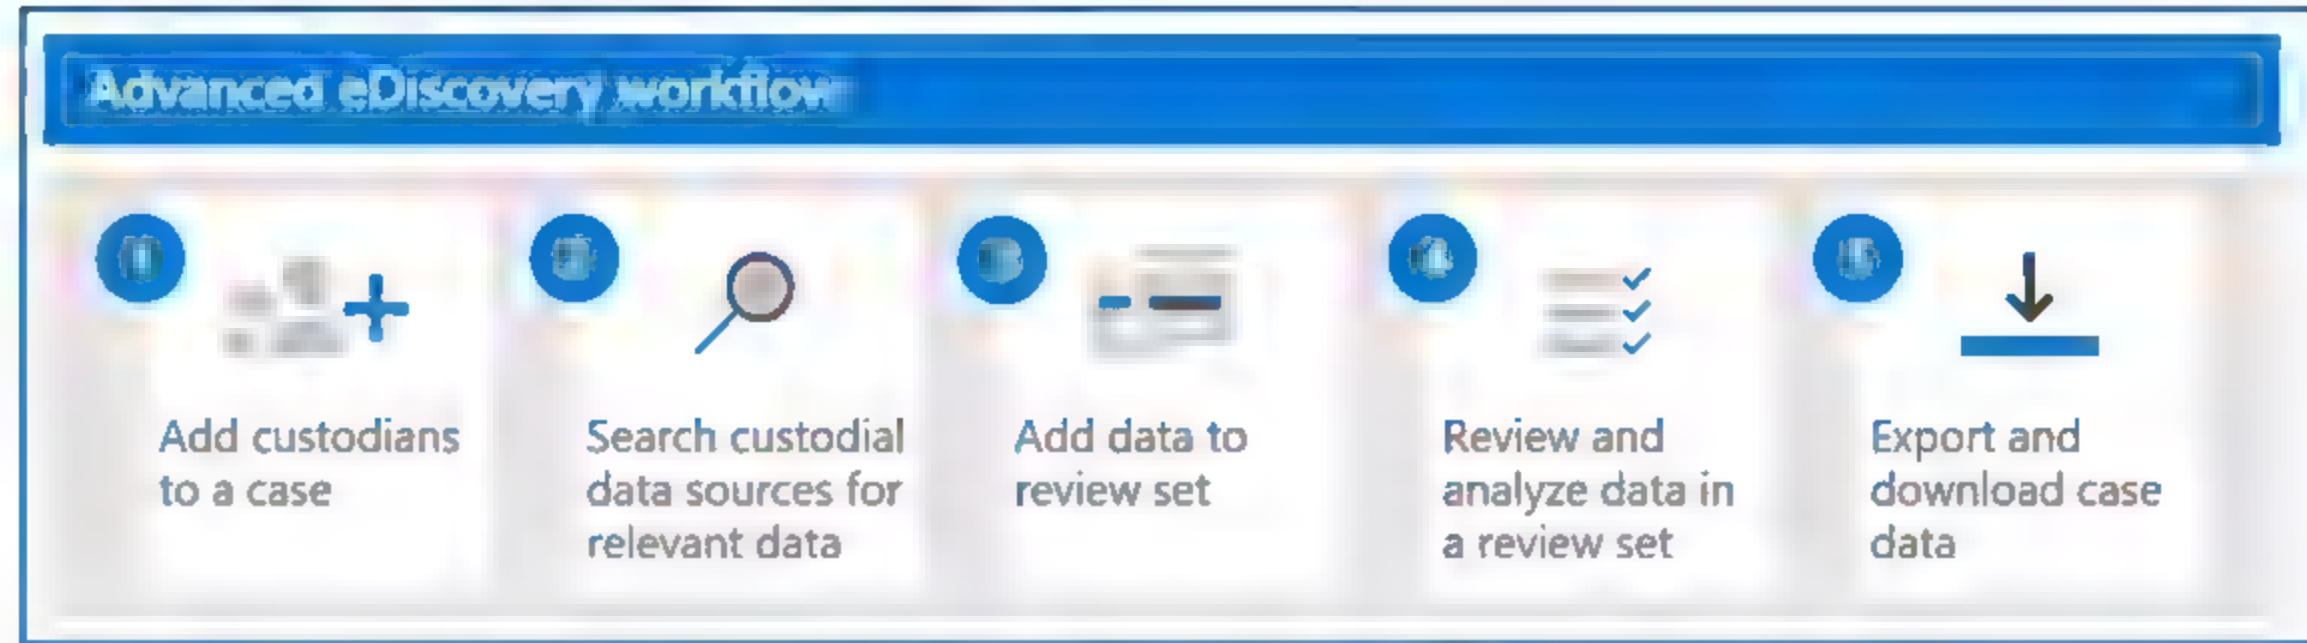 Advanced eDiscovery workflow
Add custodians
to a case
Search custodial
data sources for
relevant data
Add data to
review set
Review and
analyze data in
a review set
Export and
download case
data